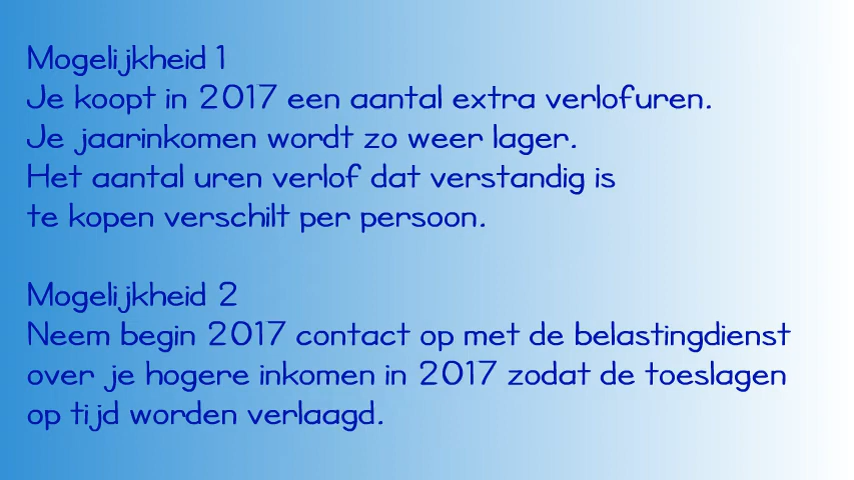 Mogelijkheid 1
Je koopt in 2017 een aantal extra verlofuren.
Je jaarinkomen wordt zo weer lager.
Het aantal uren verlof dat verstandig is
te kopen verschilt per persoon.
Mogelijkheid 2
Neem begin 2017 contact op met de belastingdienst
over je hogere inkomen in 2017 zodat de toeslagen
op tijd worden verlaagd.